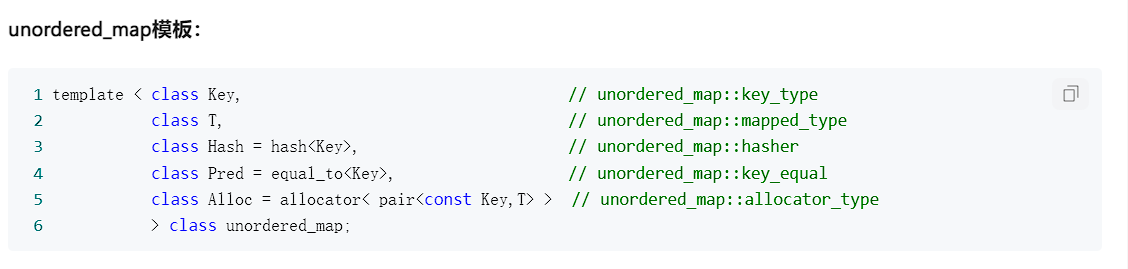 unordered_map模板：
1 template < class Key, // unordered_map::key_type
2 class T, // unordered_map::mapped_type
3 class Hash = hash<Key>, // unordered_map::hasher
4 class Pred = equal_to<Key>, // unordered_map::key_equal
5 class Alloc = allocator< pair<const Key,T> > // unordered_map::allocator_type
6 > class unordered_map;